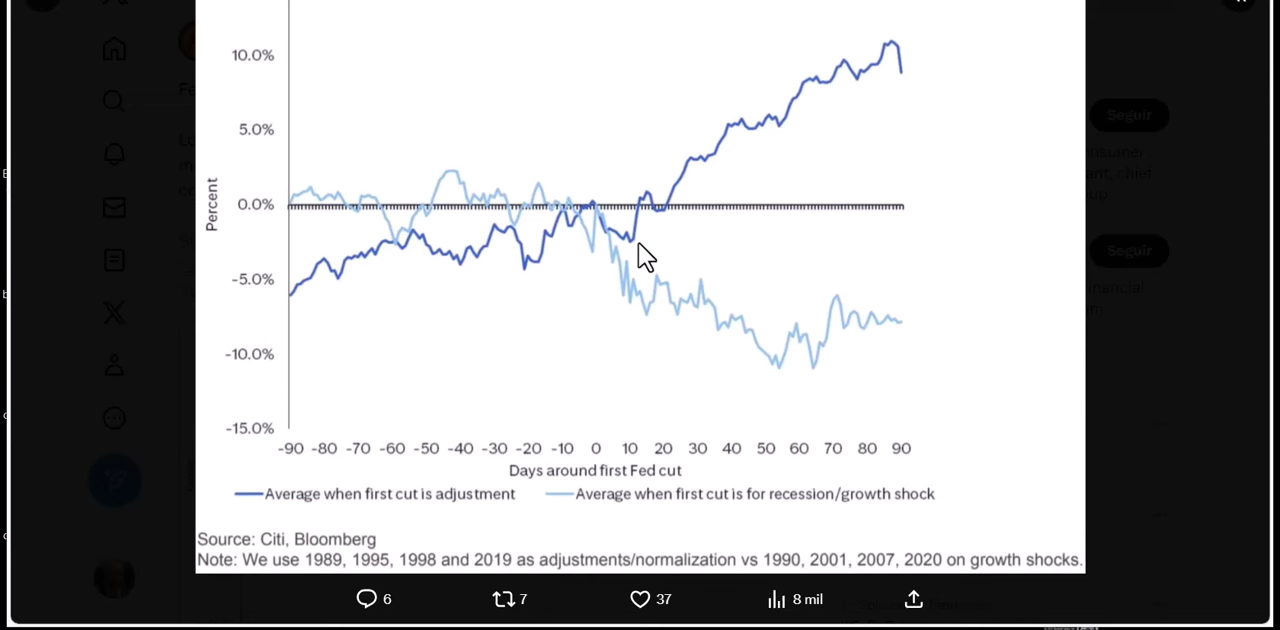 10.0%
5.0%
0.0%
-5.0%
-10.0%
-15.0%
Percent
-90 -80 -70 -60 -50 -40 -30 -20 -10 0 10 20 30 40 50 60 70 80 90
Days around first Fed cut
Average when first cut is adjustment Average when first cut is for recession/growth shock
Source: Citi, Bloomberg
Note: We use 1989, 1995, 1998 and 2019 as adjustments/normalization vs 1990, 2001, 2007, 2020 on growth shocks.
6 7 37 8 mil
Seguir
Seguir